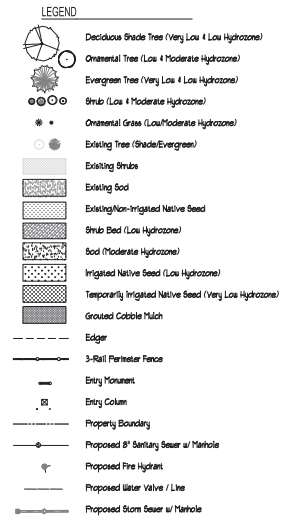 LEGEND
Deciduous Shade Tree (Very Low & Low Hydrozone)
Ornamental Tree (Low & Moderate Hydrozone)
Evergreen Tree (Very Low & Low Hydrozone)
Shrub (Low & Moderate Hydrozone)
Ornamental Grass (Low/Moderate Hydrozone)
Existing Tree (Shade/Evergreen)
Exisiting Shrubs
Existing Sod
Existing/Non-Irrigated Native Seed
Shrub Bed (Low Hydrozone)
Sod (Moderate Hydrozone)
Irrigated Native Seed (Low Hydrozone)
Temporarily Irrigated Native Seed (Very Low Hydrozone)
Grouted Cobble Mulch
Edger
3-Rail Perimeter Fence
Entry Monument
Entry Column
Property Boundary
Proposed 8" Sanitary Sewer w/ Manhole
Proposed Fire Hydrant
Proposed Water Valve / Line
Proposed Storm Sewer w/ Manhole